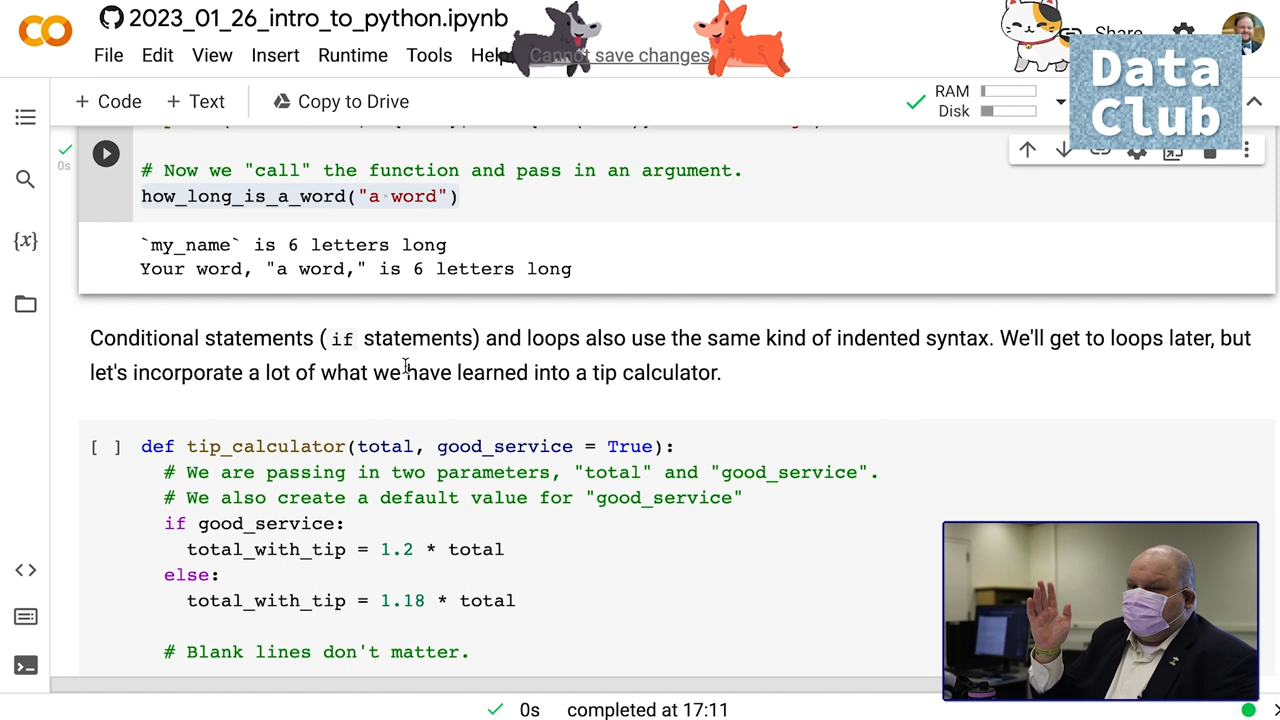 2023_01_26_intro_to_python.ipynb
File Edit View Insert Runtime Tools Help Cannot save changes
Share
Data
Club
+ Code + Text Copy to Drive
RAM
Disk
0s
# Now we "call" the function and pass in an argument.
how_long_is_a_word("a word")
`my_name` is 6 letters long
Your word, "a word," is 6 letters long
{x}
Conditional statements (if statements) and loops also use the same kind of indented syntax. We'll get to loops later, but
let's incorporate a lot of what we have learned into a tip calculator.
[ ] def tip_calculator(total, good_service = True):
# We are passing in two parameters, "total" and "good_service".
# We also create a default value for "good_service"
if good_service:
total_with_tip = 1.2 * total
else:
total_with_tip = 1.18 * total
# Blank lines don't matter.
0s completed at 17:11